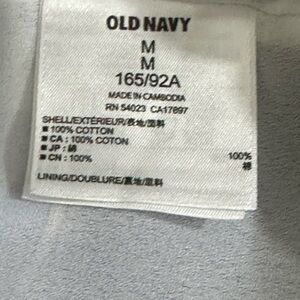 OLD NAVY
M
M
165/92A
MADE IN CAMBODIA
RN 54023 CA17897
SHELL/EXTÉRIEUR/表地/面料
■ 100% COTTON
■ CA : 100% COTON
■ JP : 綿 100%
■ CN : 100% 棉
LINING/DOUBLURE/裏地/里料